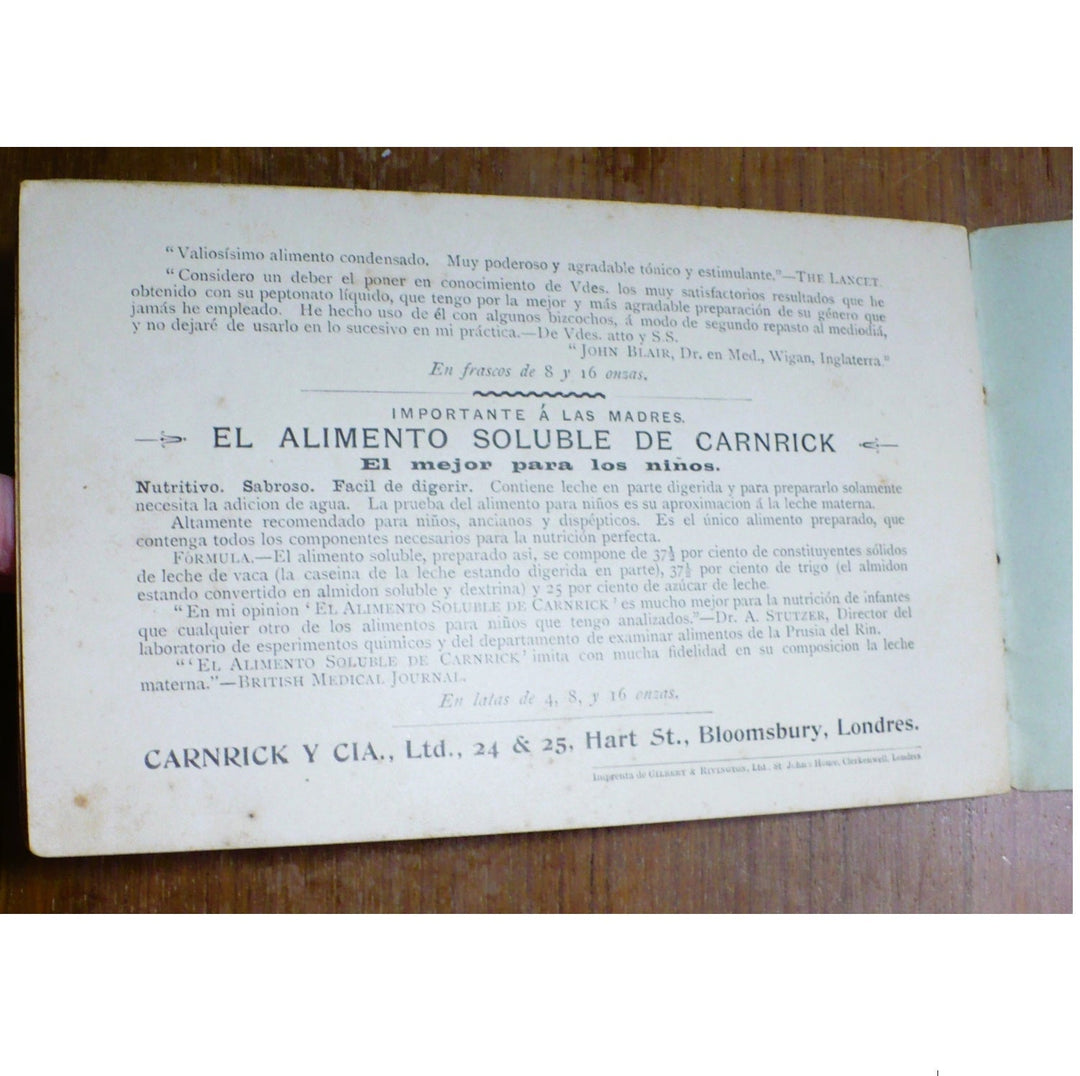 "Valiosísimo alimento condensado. Muy poderoso y agradable tónico y estimulante."—THE LANCET.
"Considero un deber el poner en conocimiento de Vdes. los muy satisfactorios resultados que he
obtenido con su peptonato líquido, que tengo por la mejor y más agradable preparación de su género que
jamás he empleado. He hecho uso de él con algunos bizcochos, á modo de segundo repasto al mediodiá,
y no dejaré de usarlo en lo sucesivo en mi práctica.—De Vdes. atto y S.S.
"JOHN BLAIR, Dr. en Med., Wigan, Inglaterra."
En frascos de 8 y 16 onzas.
IMPORTANTE Á LAS MADRES.
EL ALIMENTO SOLUBLE DE CARNRICK
El mejor para los niños.
Nutritivo. Sabroso. Facil de digerir. Contiene leche en parte digerida y para prepararlo solamente
necesita la adicion de agua. La prueba del alimento para niños es su aproximación á la leche materna.
Altamente recomendado para niños, ancianos y dispépticos. Es el único alimento preparado, que
contenga todos los componentes necesarios para la nutrición perfecta.
FÓRMULA.—El alimento soluble, preparado asi, se compone de 37½ por ciento de constituyentes sólidos
de leche de vaca (la caseina de la leche estando digerida en parte), 37½ por ciento de trigo (el almidon
estando convertido en almidon soluble y dextrina) y 25 por ciento de azúcar de leche.
"En mi opinion 'EL ALIMENTO SOLUBLE DE CARNRICK' es mucho mejor para la nutrición de infantes
que cualquier otro de los alimentos para niños que tengo analizados."—Dr. A. STUTZER, Director del
laboratorio de esperimentos quimicos y del departamento de examinar alimentos de la Prusia del Rin.
"'EL ALIMENTO SOLUBLE DE CARNRICK' imita con mucha fidelidad en su composicion la leche
materna."—BRITISH MEDICAL JOURNAL.
En latas de 4, 8, y 16 onzas.
CARNRICK Y CIA., Ltd., 24 & 25, Hart St., Bloomsbury, Londres.
Imprenta de GILBERT & RIVINGTON, Ltd., St John's House, Clerkenwell, Londres